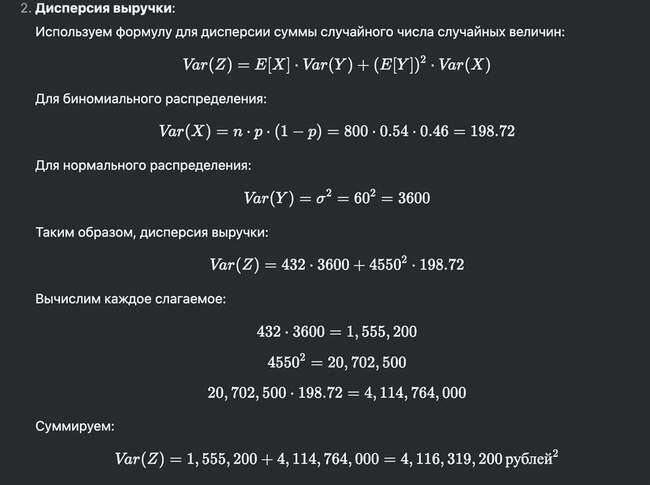 2. Дисперсия выручки:
Используем формулу для дисперсии суммы случайного числа случайных величин:
Var(Z) = E[X] · Var(Y) + (E[Y])² · Var(X)
Для биномиального распределения:
Var(X) = n · p · (1 − p) = 800 · 0.54 · 0.46 = 198.72
Для нормального распределения:
Var(Y) = σ² = 60² = 3600
Таким образом, дисперсия выручки:
Var(Z) = 432 · 3600 + 4550² · 198.72
Вычислим каждое слагаемое:
432 · 3600 = 1,555,200
4550² = 20,702,500
20,702,500 · 198.72 = 4,114,764,000
Суммируем:
Var(Z) = 1,555,200 + 4,114,764,000 = 4,116,319,200 рублей²